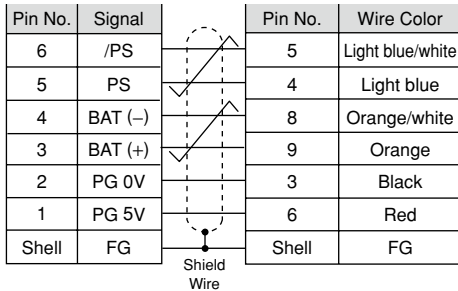 Pin No. Signal Pin No. Wire Color
6 /PS 5 Light blue/white
5 PS 4 Light blue
4 BAT (−) 8 Orange/white
3 BAT (+) 9 Orange
2 PG 0V 3 Black
1 PG 5V 6 Red
Shell FG Shell FG
Shield
Wire